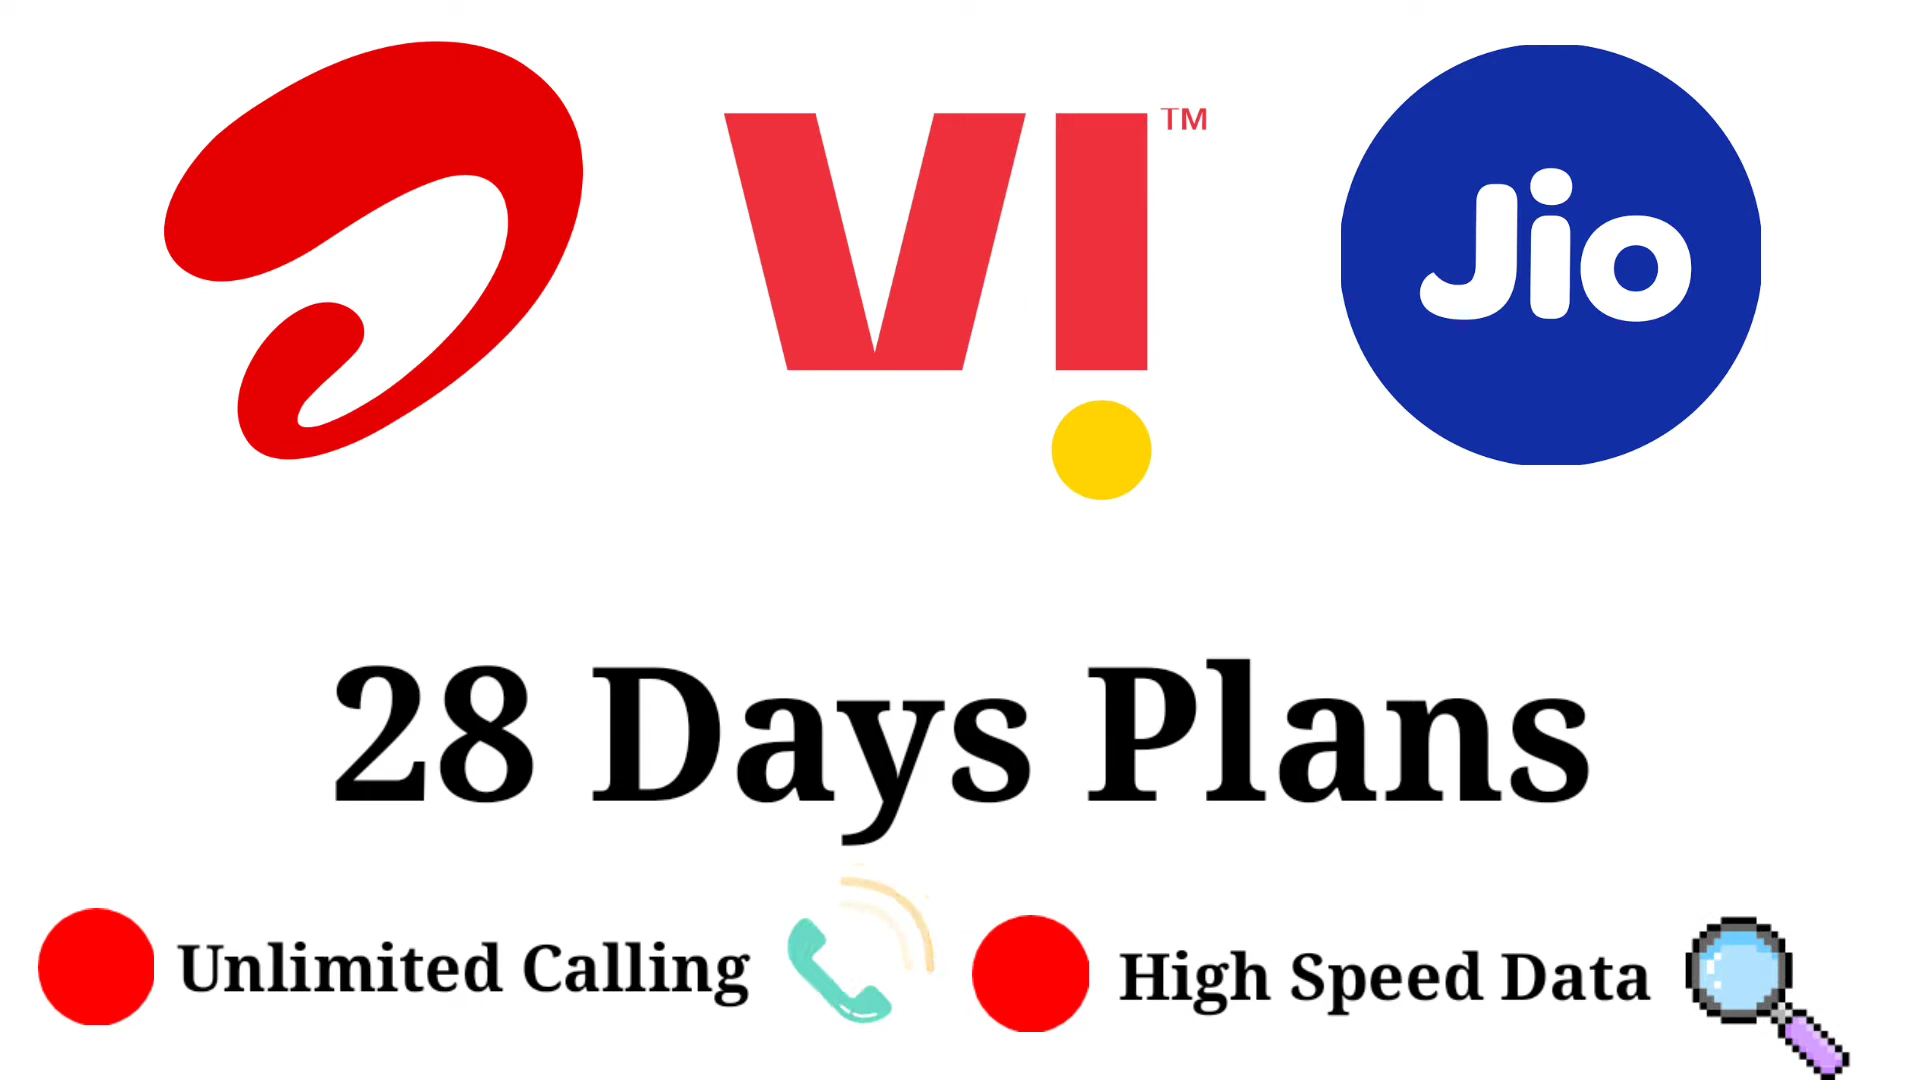 VI™
Jio
28 Days Plans
Unlimited Calling
High Speed Data